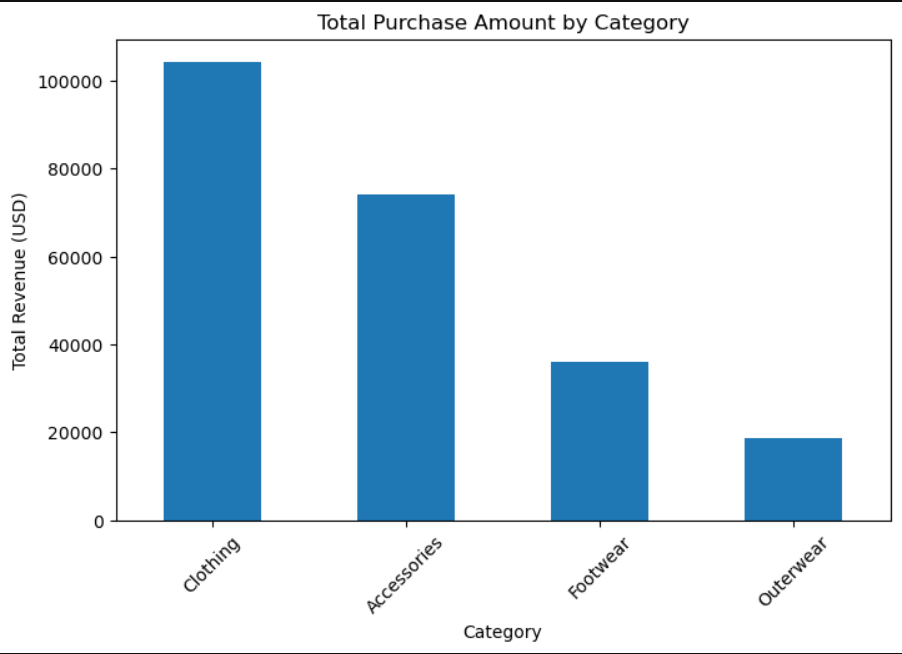 Total Purchase Amount by Category
Total Revenue (USD)
100000
80000
60000
40000
20000
0
Clothing
Accessories
Footwear
Outerwear
Category